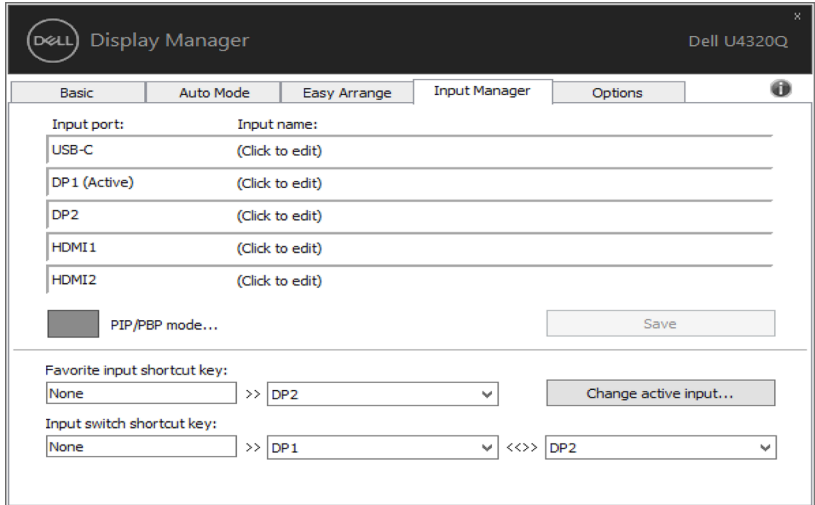 DELL Display Manager Dell U4320Q
x
Basic Auto Mode Easy Arrange Input Manager Options i
Input port: Input name:
USB-C (Click to edit)
DP1 (Active) (Click to edit)
DP2 (Click to edit)
HDMI1 (Click to edit)
HDMI2 (Click to edit)
PIP/PBP mode... Save
Favorite input shortcut key:
None >> DP2 Change active input...
Input switch shortcut key:
None >> DP1 <<>> DP2